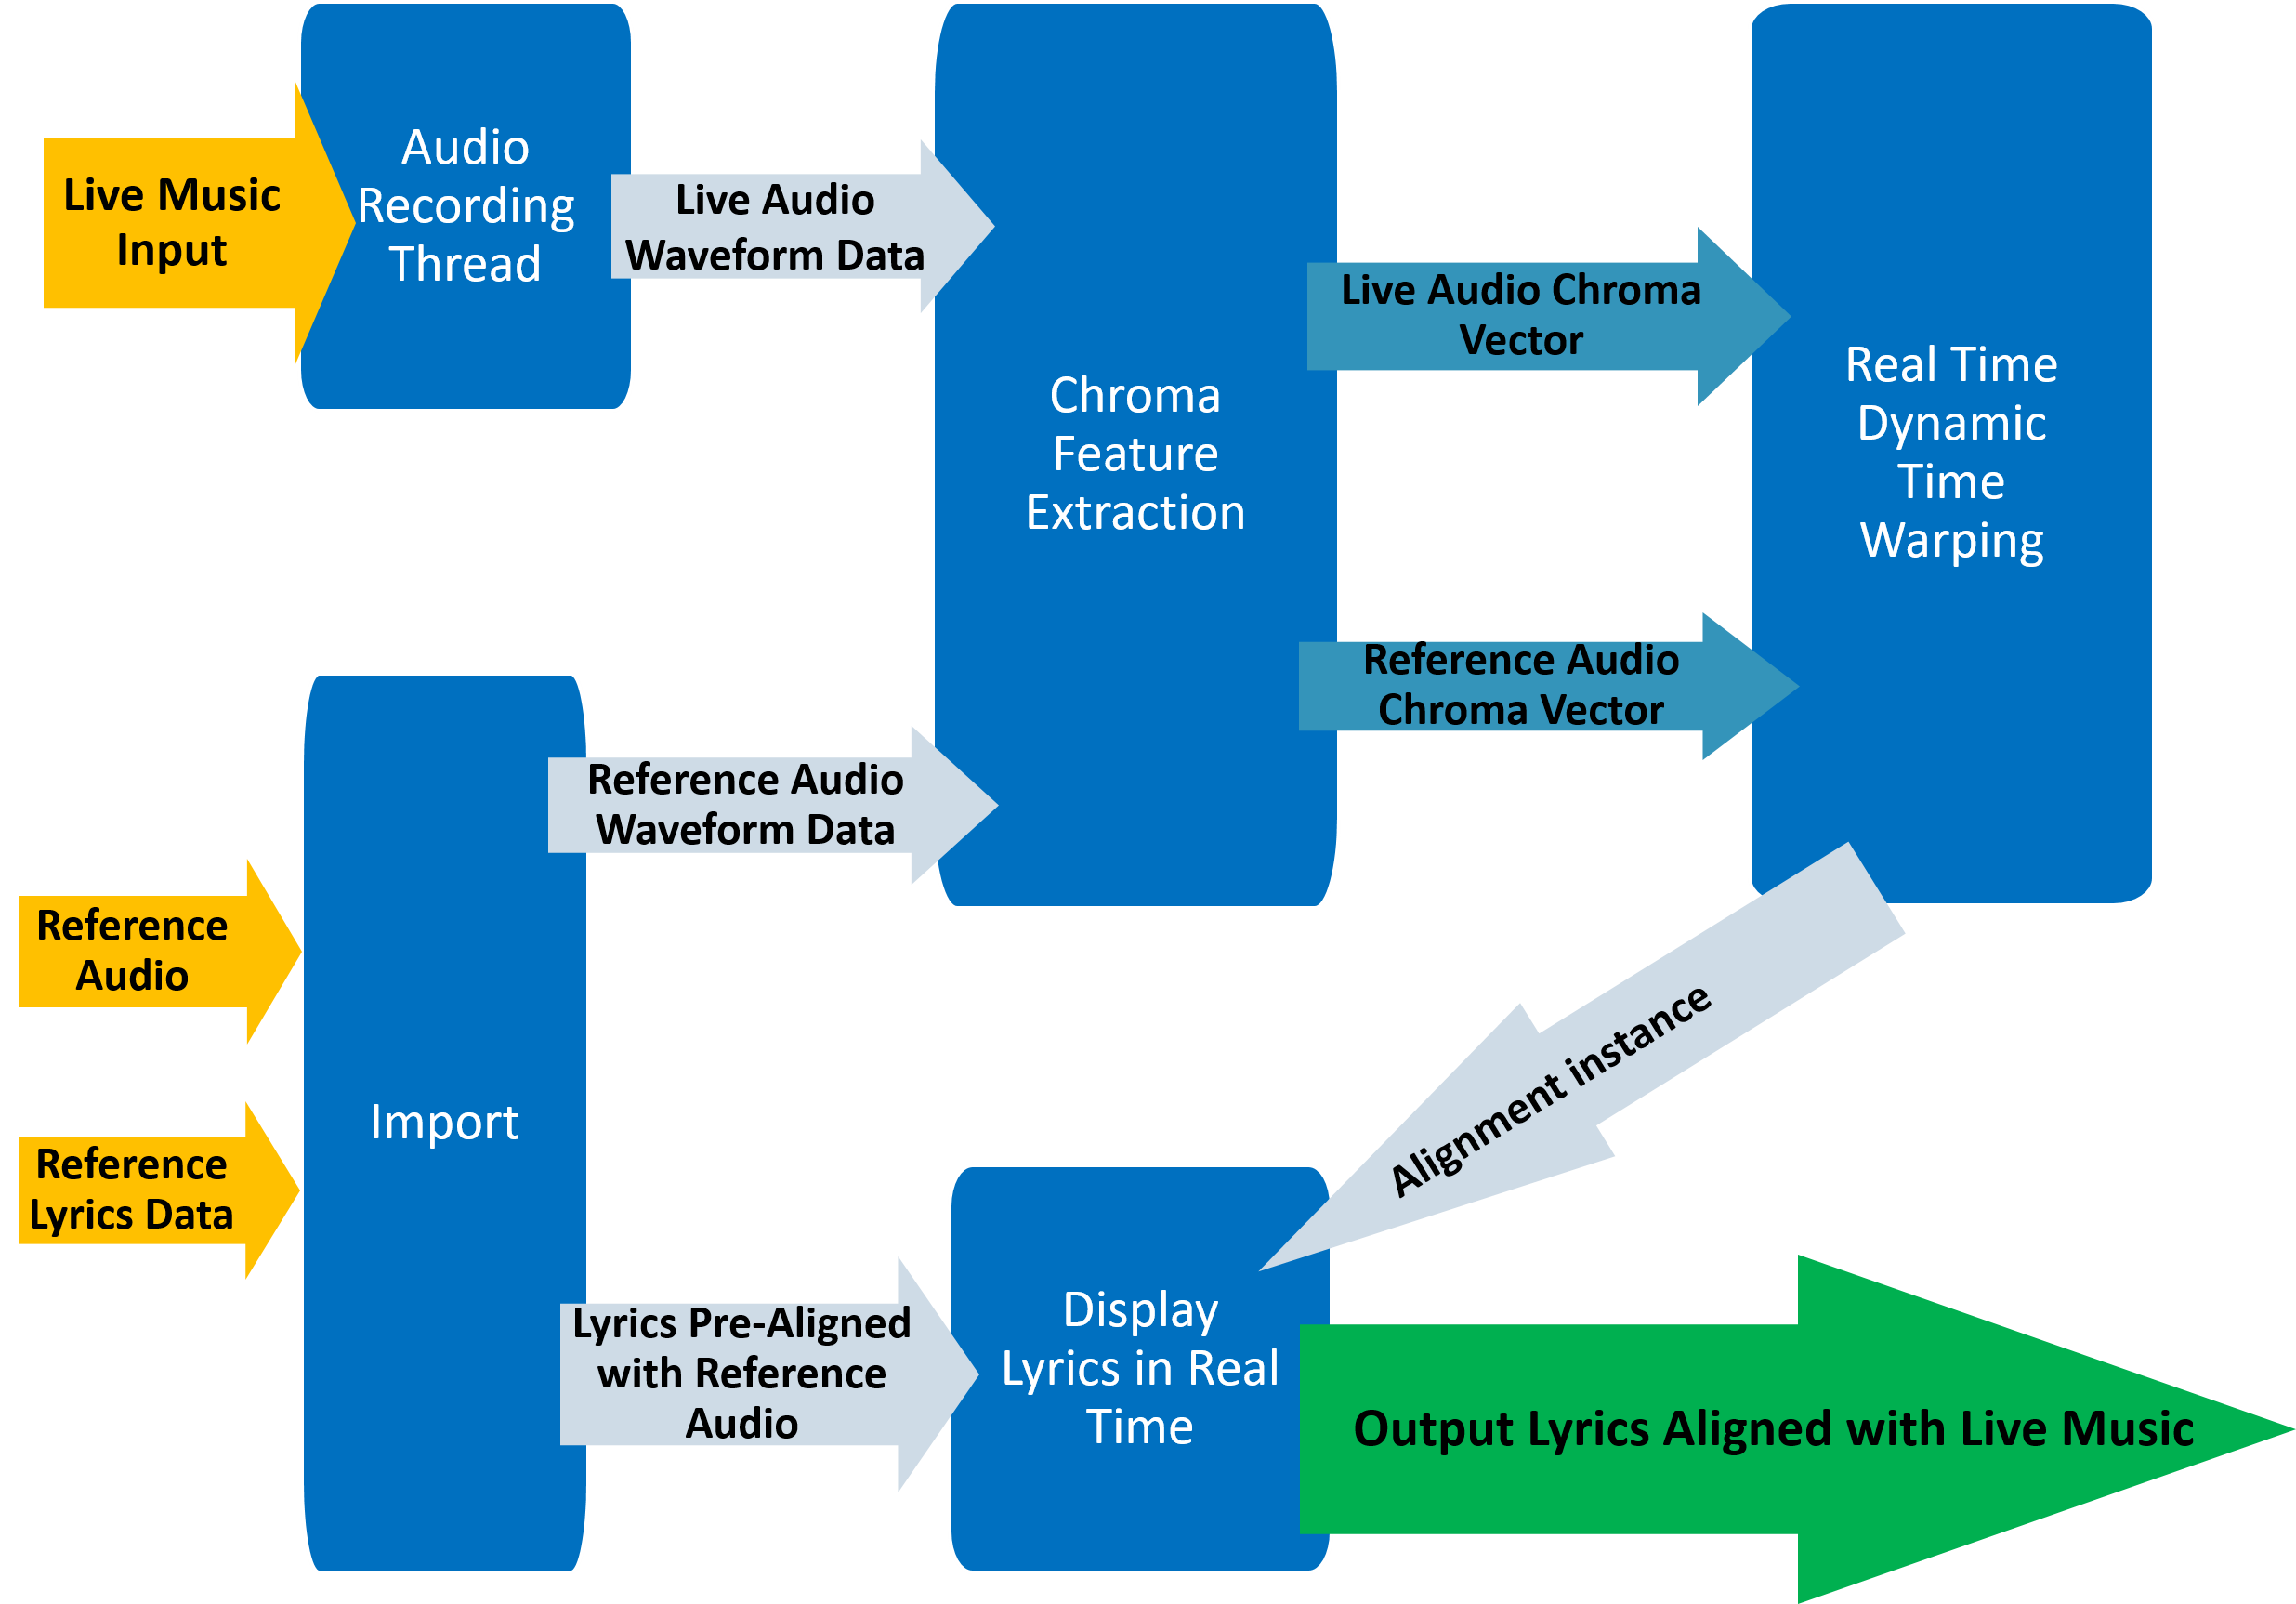 Live Music
Input
Audio
Recording
Thread
Live Audio
Waveform Data
Chroma
Feature
Extraction
Live Audio Chroma
Vector
Reference Audio
Chroma Vector
Real Time
Dynamic
Time
Warping
Reference
Audio
Reference
Lyrics Data
Import
Reference Audio
Waveform Data
Lyrics Pre-Aligned
with Reference
Audio
Alignment instance
Display
Lyrics in Real
Time
Output Lyrics Aligned with Live Music